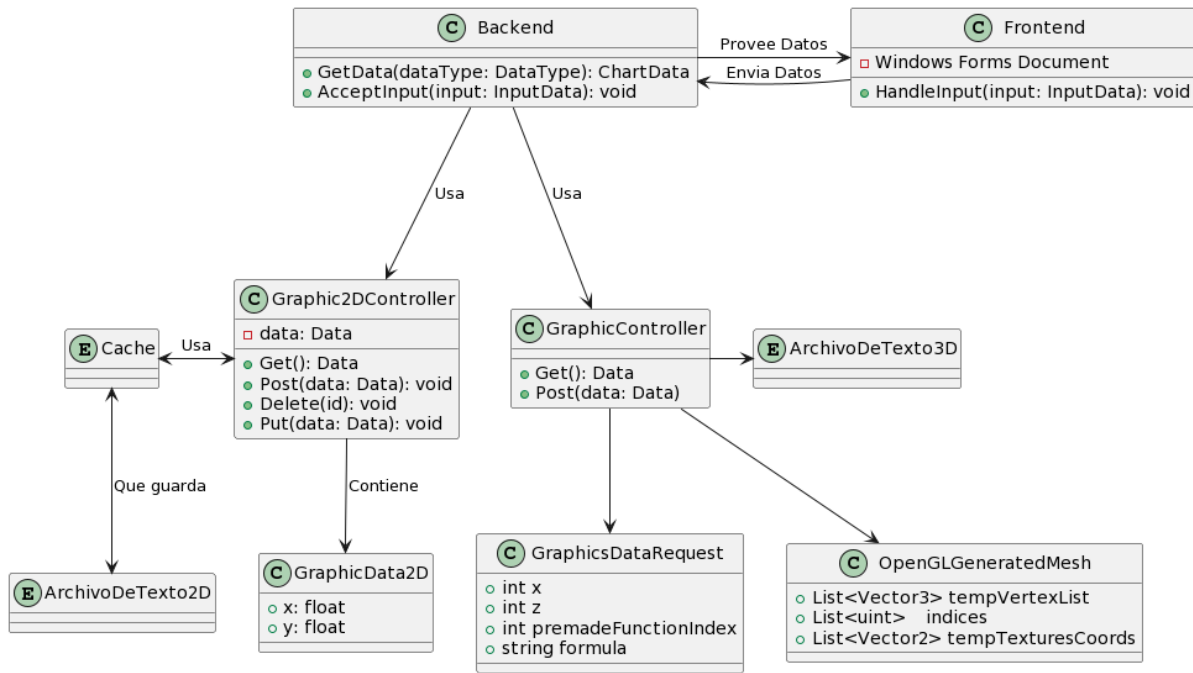 C Backend
+ GetData(dataType: DataType): ChartData
+ AcceptInput(input: InputData): void
Provee Datos
Envia Datos
C Frontend
Windows Forms Document
HandleInput(input: InputData): void
Usa
Usa
E Cache
Usa
C Graphic2DController
data: Data
Get(): Data
Post(data: Data): void
Delete(id): void
Put(data: Data): void
C GraphicController
Get(): Data
Post(data: Data)
E ArchivoDeTexto3D
Que guarda
Contiene
E ArchivoDeTexto2D
C GraphicData2D
x: float
y: float
C GraphicsDataRequest
int x
int z
int premadeFunctionIndex
string formula
C OpenGLGeneratedMesh
List<Vector3> tempVertexList
List<uint> indices
List<Vector2> tempTexturesCoords